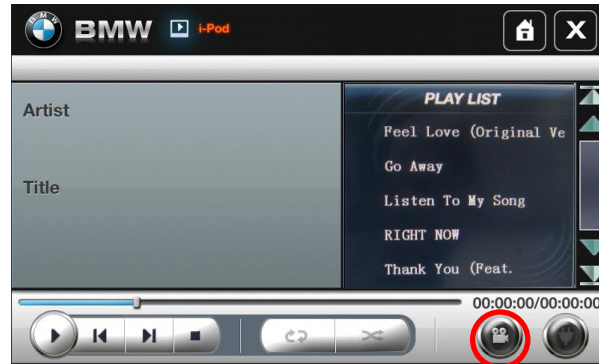 BMW i-Pod
Artist
Title
PLAY LIST
Feel Love (Original Ve
Go Away
Listen To My Song
RIGHT NOW
Thank You (Feat.
00:00:00/00:00:00